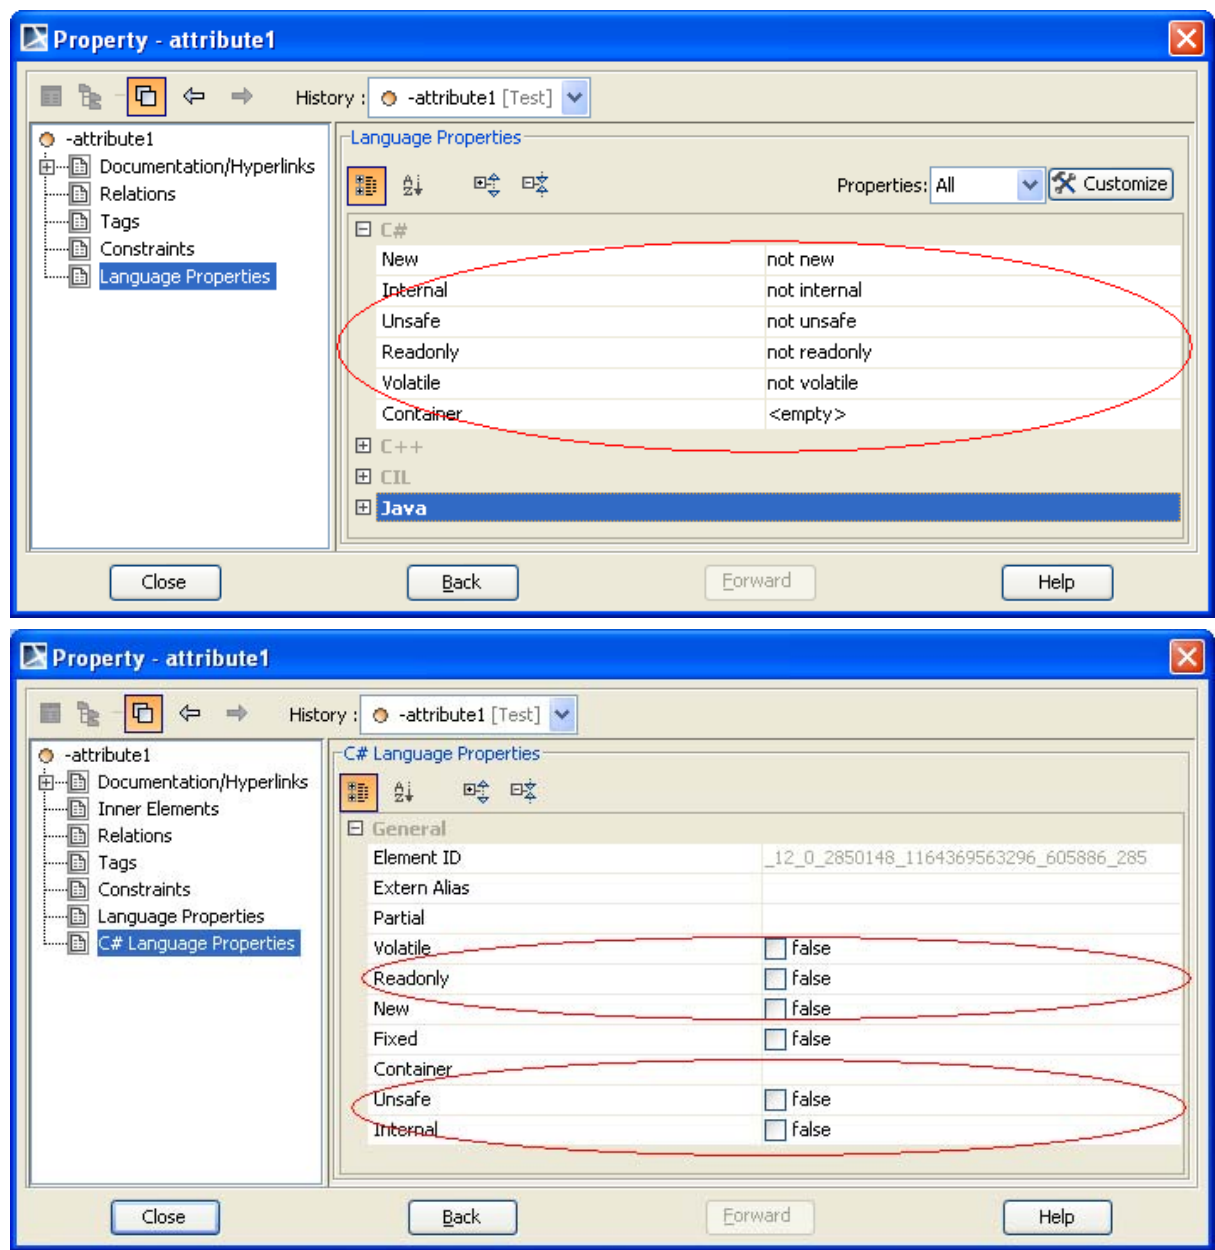 Property - attribute1
History : -attribute1 [Test]
-attribute1
Documentation/Hyperlinks
Relations
Tags
Constraints
Language Properties
Language Properties
Properties: All Customize
C#
New not new
Internal not internal
Unsafe not unsafe
Readonly not readonly
Volatile not volatile
Container <empty>
C++
CIL
Java
Close Back Forward Help
Property - attribute1
History : -attribute1 [Test]
-attribute1
Documentation/Hyperlinks
Inner Elements
Relations
Tags
Constraints
Language Properties
C# Language Properties
C# Language Properties
General
Element ID _12_0_2850148_1164369563296_605886_285
Extern Alias
Partial
Volatile false
Readonly false
New false
Fixed false
Container
Unsafe false
Internal false
Close Back Forward Help